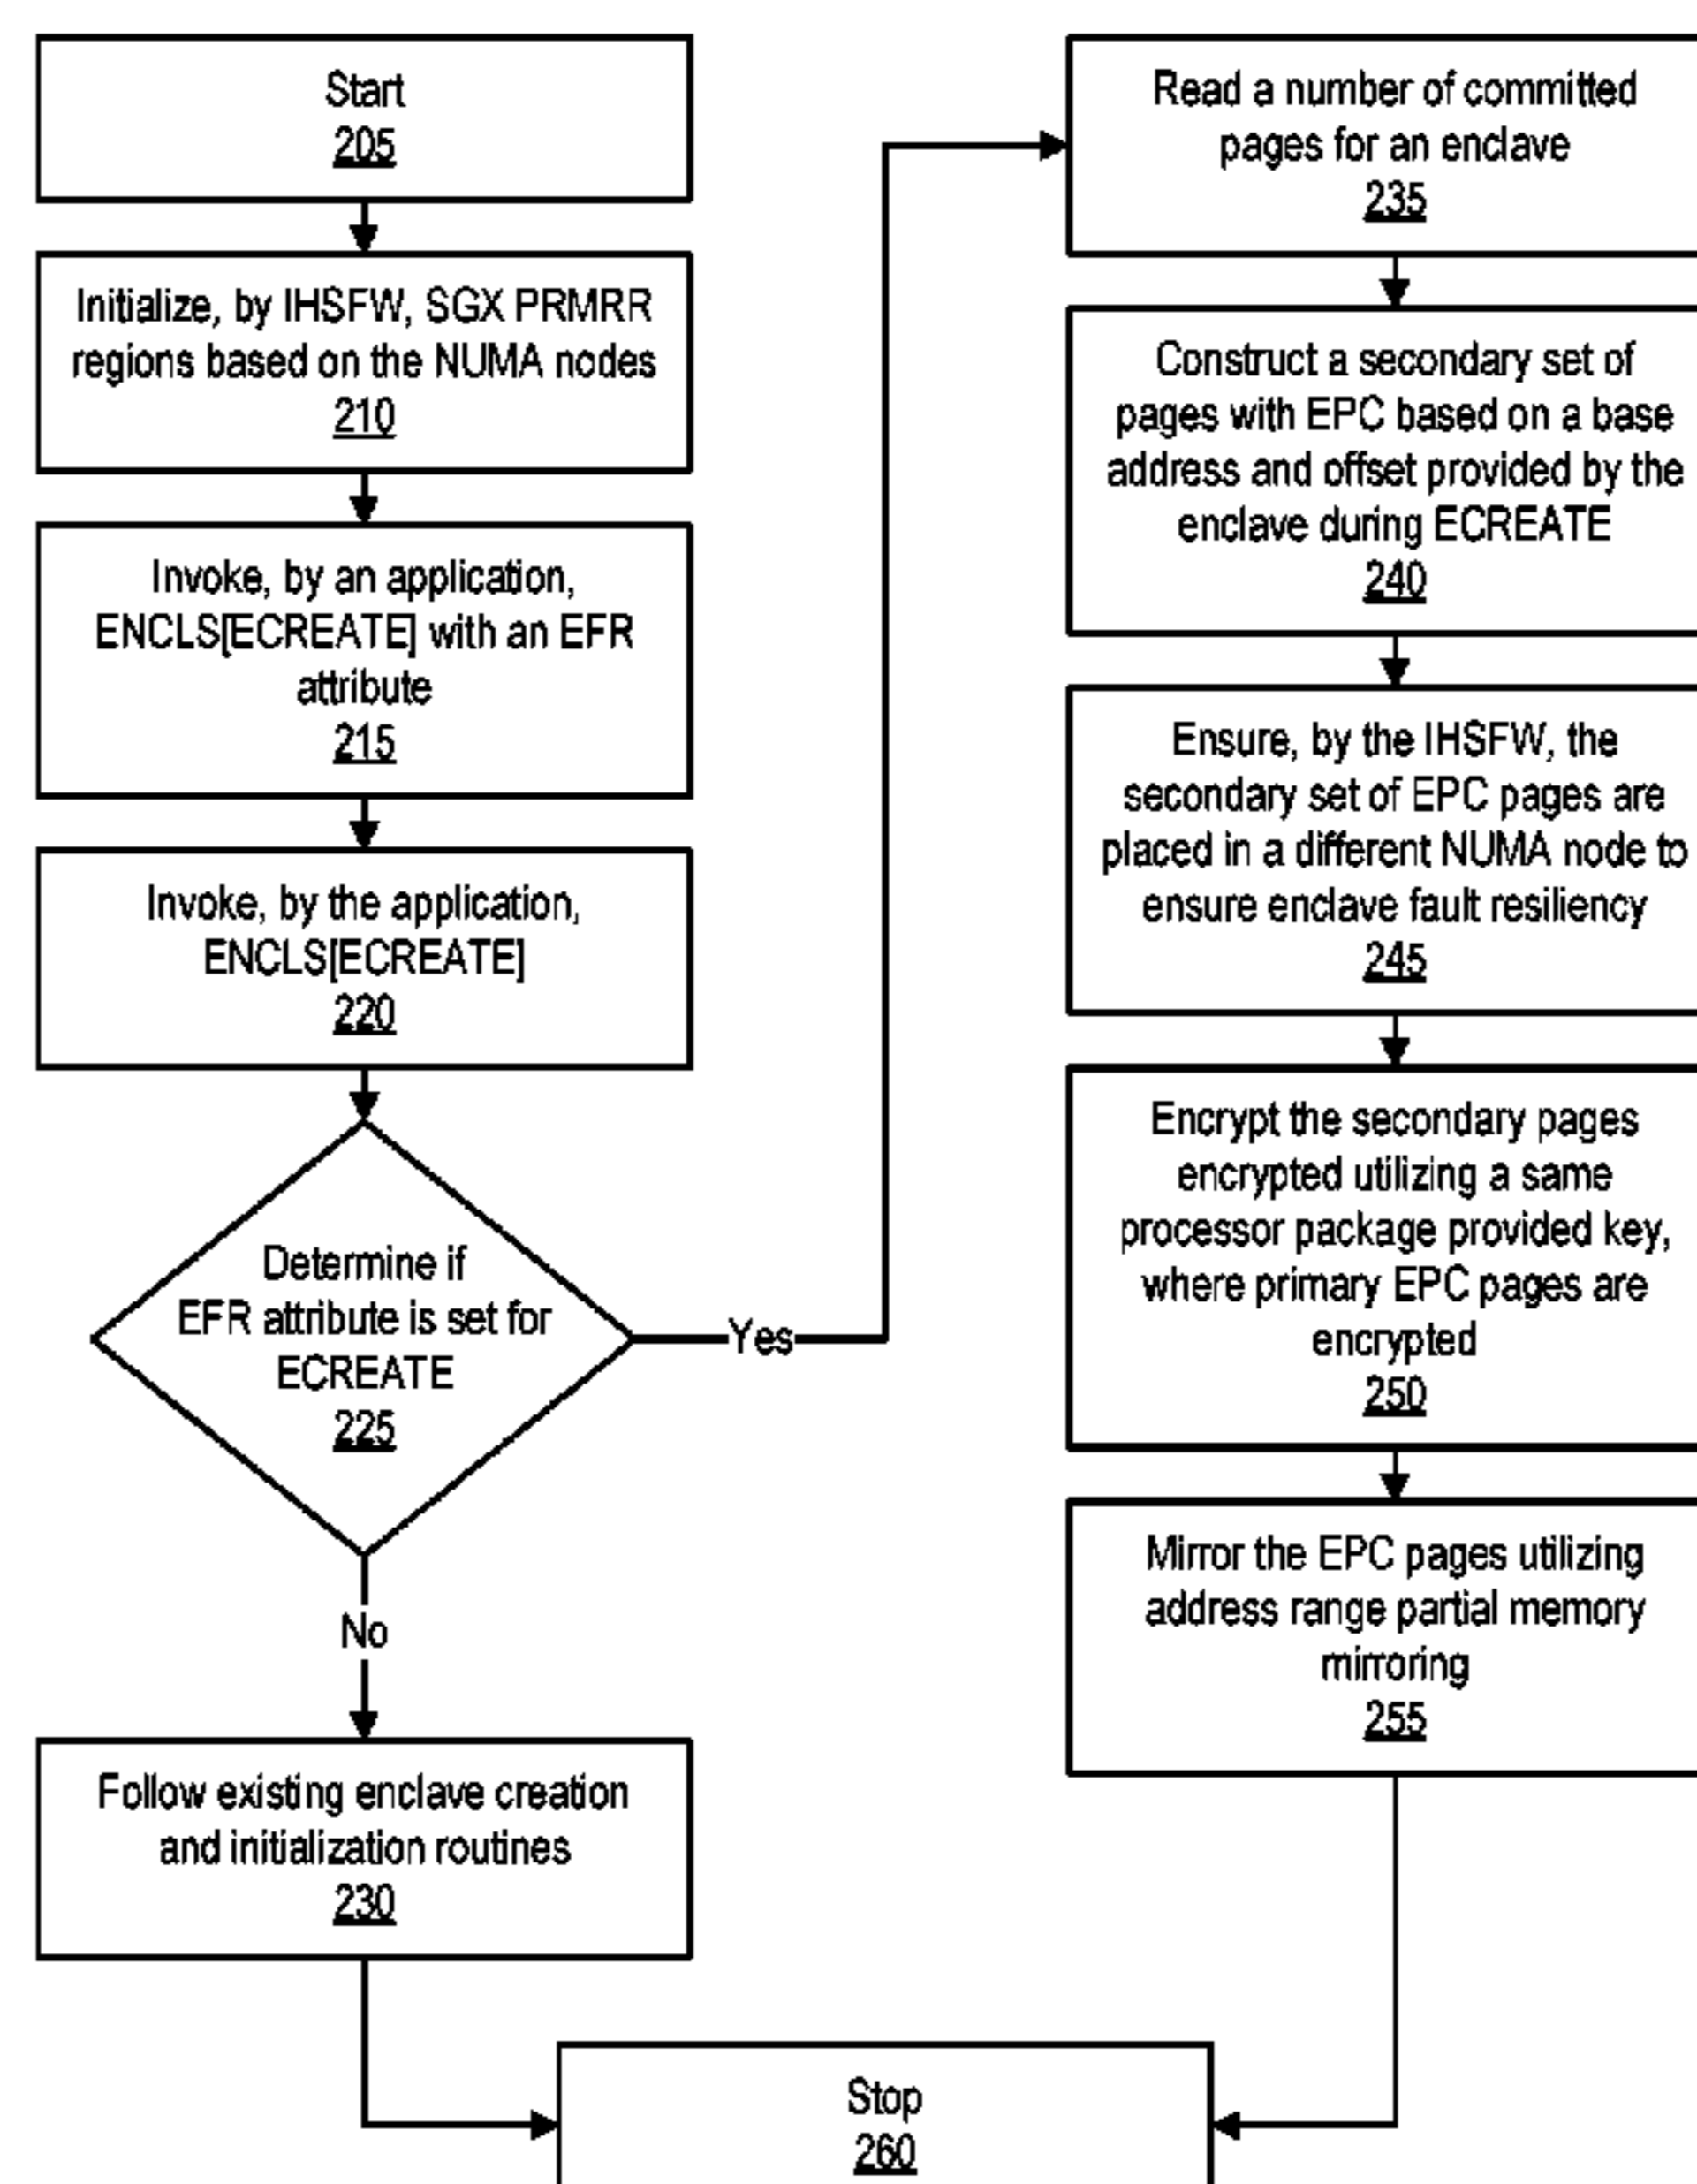 Start
205
Initialize, by IHSFW, SGX PRMRR
regions based on the NUMA nodes
210
Invoke, by an application,
ENCLS[ECREATE] with an EFR
attribute
215
Invoke, by the application,
ENCLS[ECREATE]
220
Determine if
EFR attribute is set for
ECREATE
225
Yes
No
Follow existing enclave creation
and initialization routines
230
Read a number of committed
pages for an enclave
235
Construct a secondary set of
pages with EPC based on a base
address and offset provided by the
enclave during ECREATE
240
Ensure, by the IHSFW, the
secondary set of EPC pages are
placed in a different NUMA node to
ensure enclave fault resiliency
245
Encrypt the secondary pages
encrypted utilizing a same
processor package provided key,
where primary EPC pages are
encrypted
250
Mirror the EPC pages utilizing
address range partial memory
mirroring
255
Stop
260